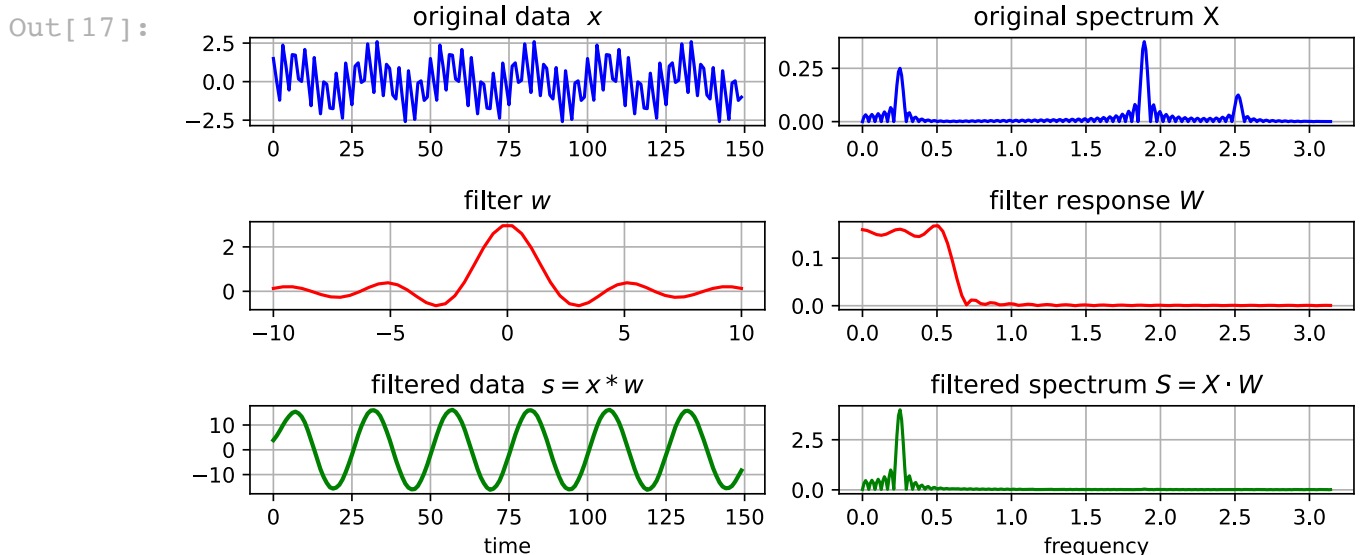 Out[17]:
original data x
original spectrum X
2.5
0.0
−2.5
0 25 50 75 100 125 150
0.25
0.00
0.0 0.5 1.0 1.5 2.0 2.5 3.0
filter w
filter response W
2
0
−10 −5 0 5 10
0.1
0.0
0.0 0.5 1.0 1.5 2.0 2.5 3.0
filtered data s = x * w
filtered spectrum S = X · W
10
0
−10
0 25 50 75 100 125 150
time
2.5
0.0
0.0 0.5 1.0 1.5 2.0 2.5 3.0
frequency